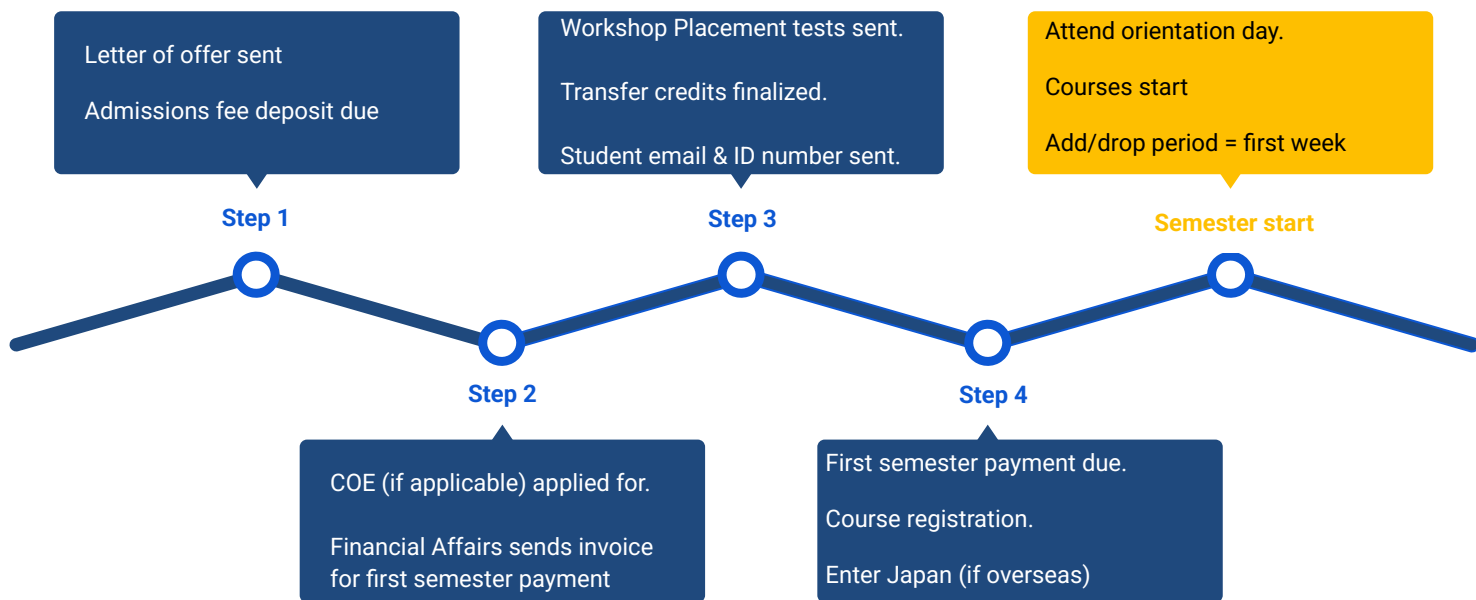 Letter of offer sent
Admissions fee deposit due
Step 1
COE (if applicable) applied for.
Financial Affairs sends invoice
for first semester payment
Step 2
Workshop Placement tests sent.
Transfer credits finalized.
Student email & ID number sent.
Step 3
First semester payment due.
Course registration.
Enter Japan (if overseas)
Step 4
Attend orientation day.
Courses start
Add/drop period = first week
Semester start